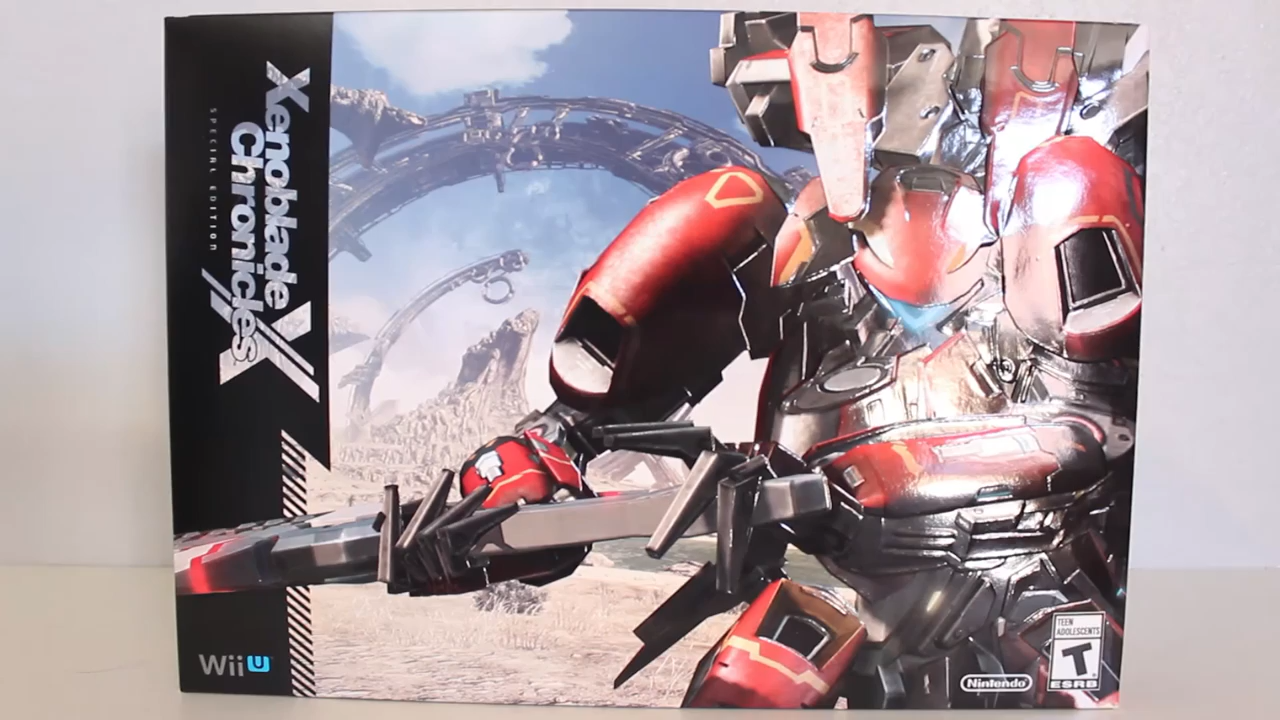 Xenoblade
Chronicles X
SPECIAL EDITION
Wii U
Nintendo
TEEN
ADOLESCENTS
T
ESRB